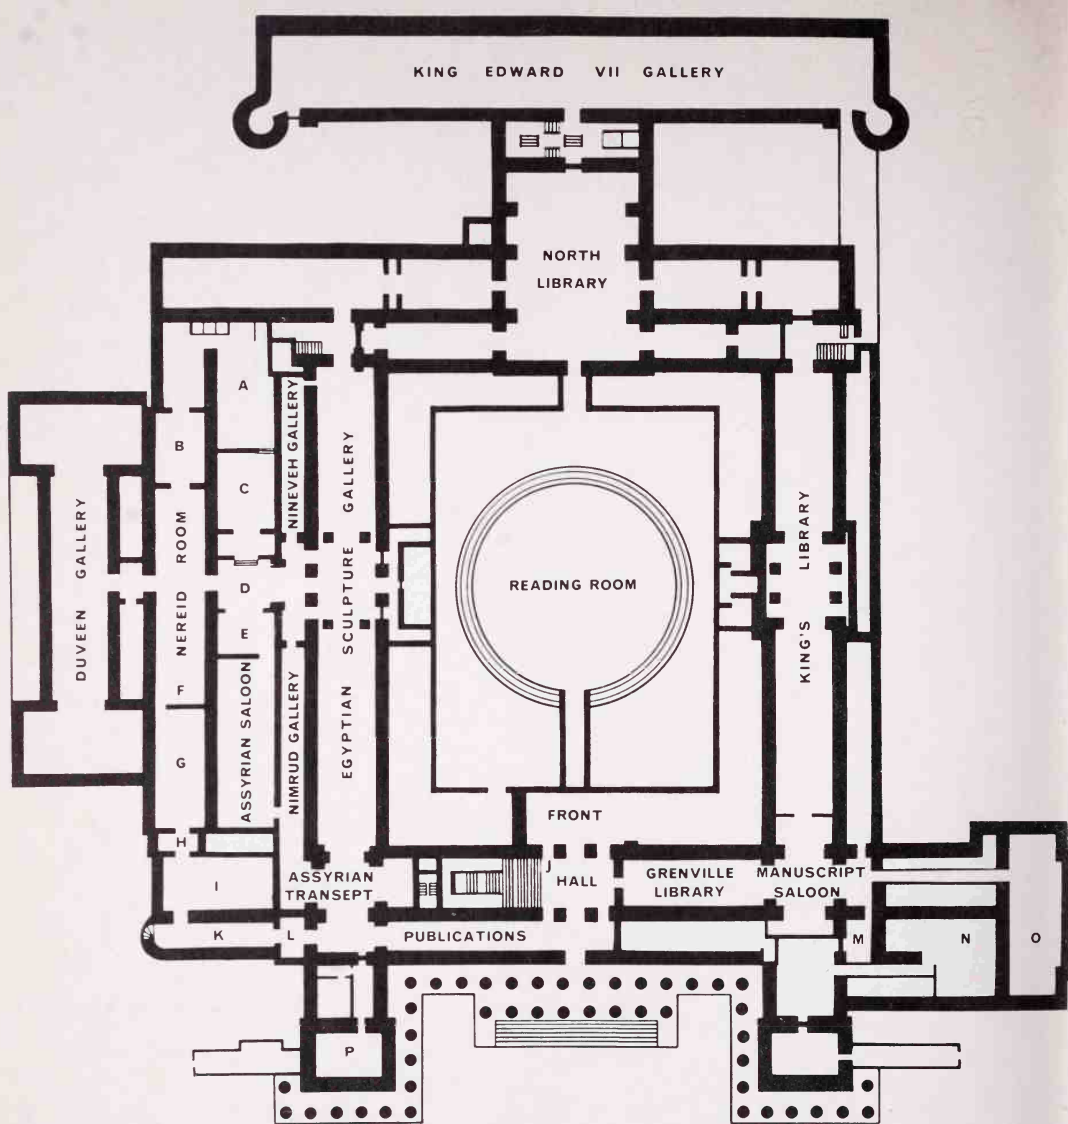 KING EDWARD VII GALLERY
NORTH
LIBRARY
A
B
C
NINEVEH GALLERY
EGYPTIAN SCULPTURE GALLERY
DUVEEN GALLERY
NEREID ROOM
D
E
F
G
ASSYRIAN SALOON
NIMRUD GALLERY
READING ROOM
KING'S LIBRARY
FRONT
J HALL
H
I
ASSYRIAN
TRANSEPT
GRENVILLE
LIBRARY
MANUSCRIPT
SALOON
K
L
PUBLICATIONS
M
N
O
P